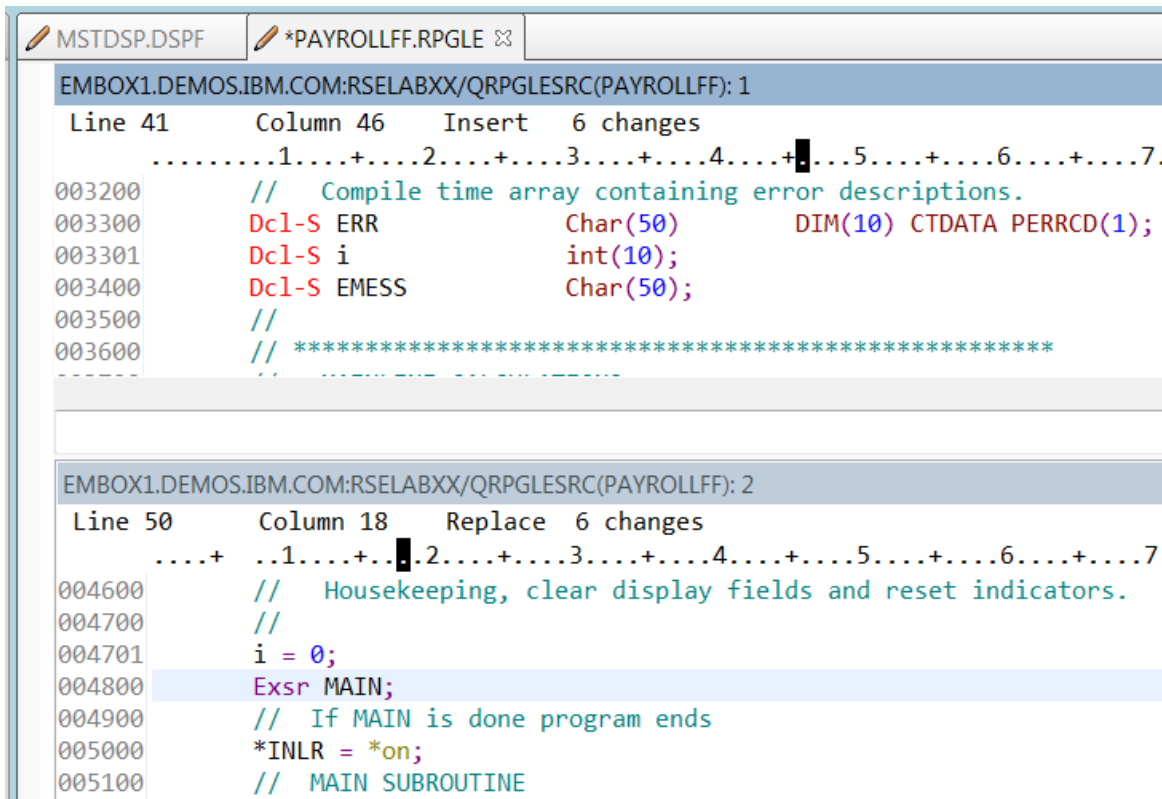 MSTDSP.DSPF *PAYROLLFF.RPGLE
EMBOX1.DEMOS.IBM.COM:RSELABXX/QRPGLESRC(PAYROLLFF): 1
Line 41 Column 46 Insert 6 changes
.........1....+....2....+....3....+....4....+....5....+....6....+....7.
003200 // Compile time array containing error descriptions.
003300 Dcl-S ERR Char(50) DIM(10) CTDATA PERRCD(1);
003301 Dcl-S i int(10);
003400 Dcl-S EMESS Char(50);
003500 //
003600 // *****************************************************
EMBOX1.DEMOS.IBM.COM:RSELABXX/QRPGLESRC(PAYROLLFF): 2
Line 50 Column 18 Replace 6 changes
....+ ..1....+....2....+....3....+....4....+....5....+....6....+....7
004600 // Housekeeping, clear display fields and reset indicators.
004700 //
004701 i = 0;
004800 Exsr MAIN;
004900 // If MAIN is done program ends
005000 *INLR = *on;
005100 // MAIN SUBROUTINE